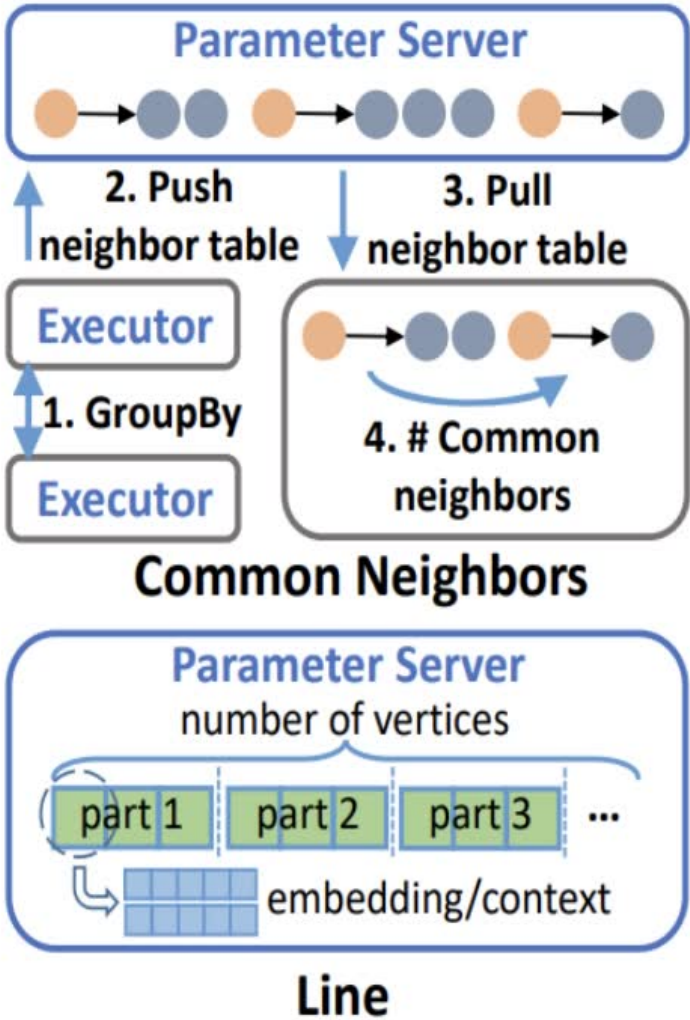 Parameter Server
2. Push
neighbor table
3. Pull
neighbor table
Executor
1. GroupBy
Executor
4. # Common
neighbors
Common Neighbors
Parameter Server
number of vertices
part 1 part 2 part 3 ...
embedding/context
Line